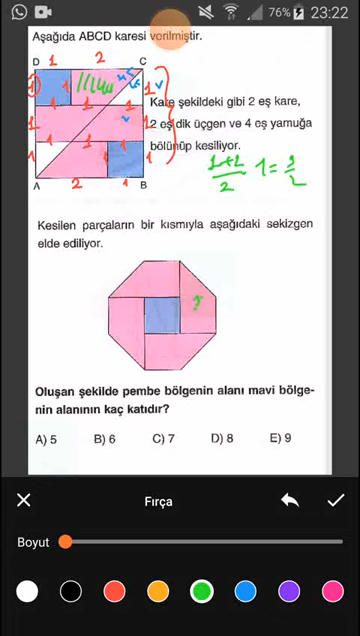 76% 23:22
Aşağıda ABCD karesi verilmiştir.
1 2
D C
1 1 1
1 1 1
Kare şekildeki gibi 2 eş kare,
1 2 eş dik üçgen ve 4 eş yamuğa
1 1 bölünüp kesiliyor.
1+2/2 · 1 = 3/2
A 2 1 B
Kesilen parçaların bir kısmıyla aşağıdaki sekizgen
elde ediliyor.
Oluşan şekilde pembe bölgenin alanı mavi bölge-
nin alanının kaç katıdır?
A) 5 B) 6 C) 7 D) 8 E) 9
Fırça
Boyut